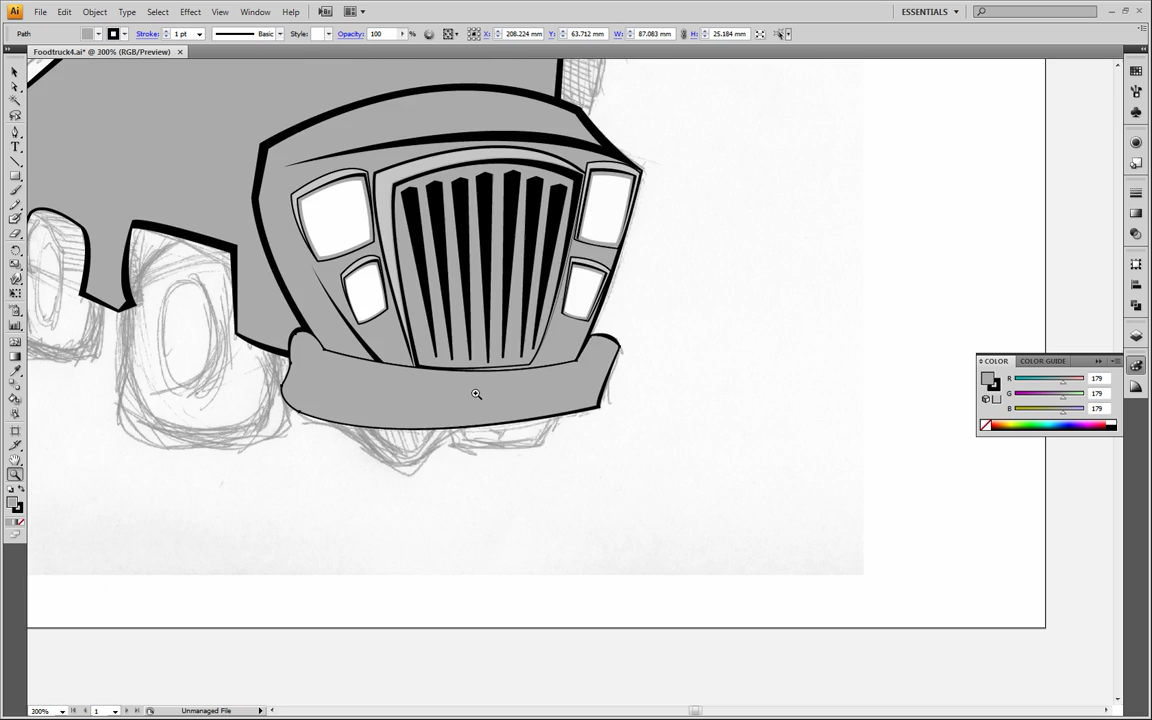 Ai File Edit Object Type Select Effect View Window Help Br ESSENTIALS
Path Stroke: 1 pt Basic Style: Opacity: 100 % X: 208.224 mm Y: 63.712 mm W: 87.083 mm H: 25.184 mm
Foodtruck4.ai* @ 300% (RGB/Preview)
COLOR COLOR GUIDE
R 179
G 179
B 179
300% 1 Unmanaged File